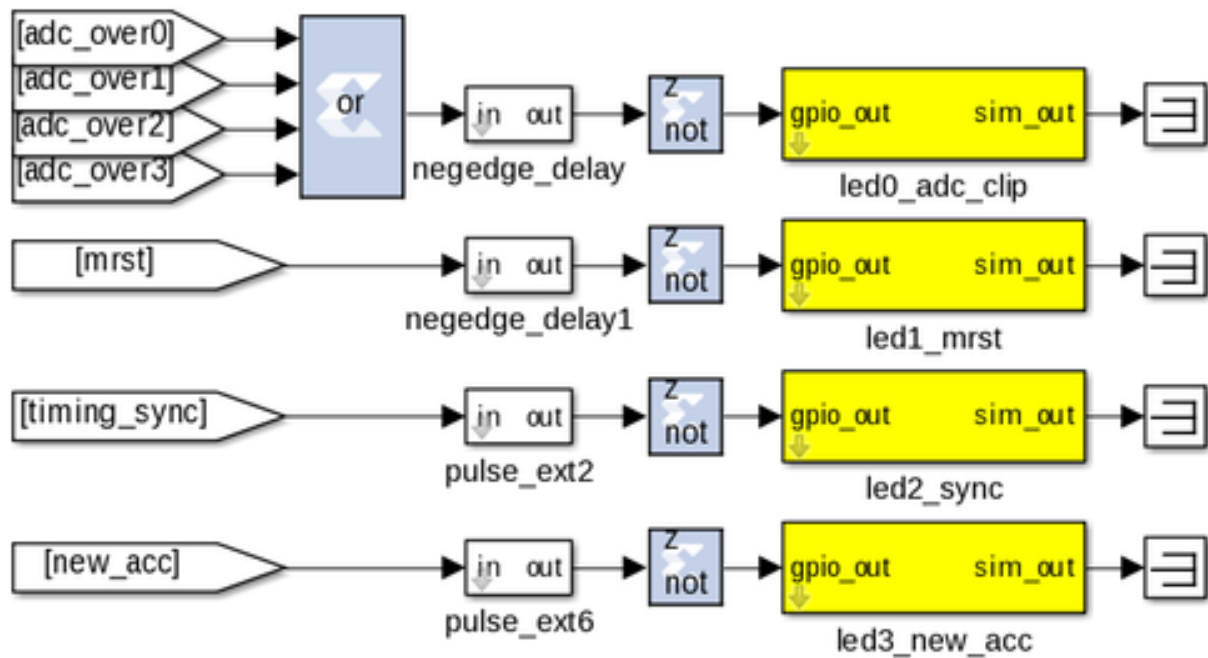 [adc_over0]
[adc_over1]
[adc_over2]
[adc_over3]
or
in out
negedge_delay
z
not
gpio_out sim_out
led0_adc_clip
[mrst]
in out
negedge_delay1
z
not
gpio_out sim_out
led1_mrst
[timing_sync]
in out
pulse_ext2
z
not
gpio_out sim_out
led2_sync
[new_acc]
in out
pulse_ext6
z
not
gpio_out sim_out
led3_new_acc